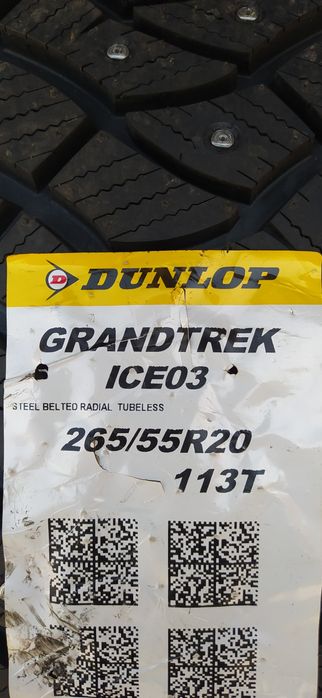 DUNLOP
GRANDTREK
ICE03
STEEL BELTED RADIAL TUBELESS
265/55R20
113T